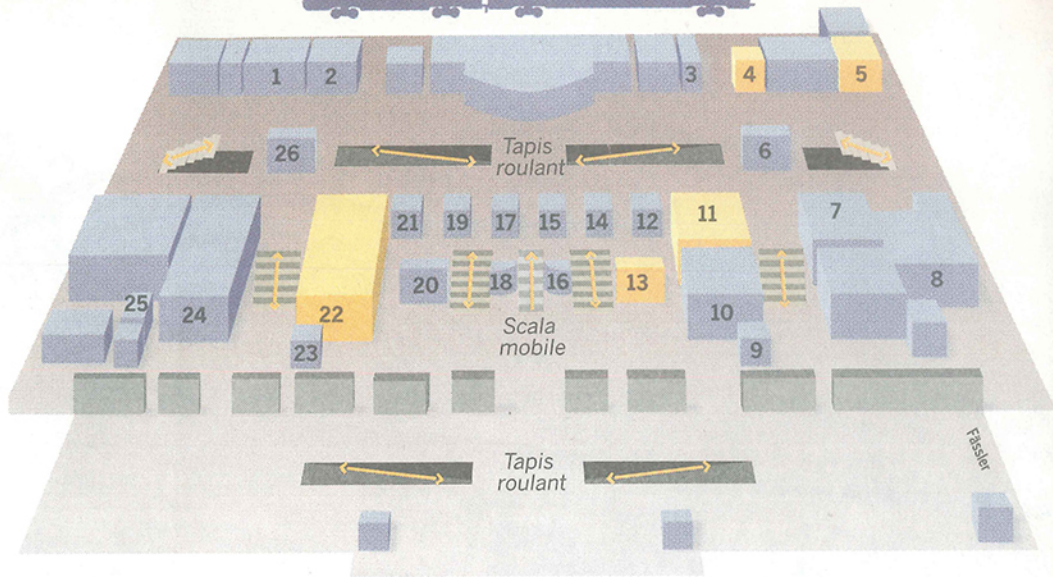 1 2 3 4 5
26 Tapis roulant 6
21 19 17 15 14 12 11 7
25 24 22 20 18 16 13 10 8
23 Scala mobile 9
Fässler
Tapis roulant